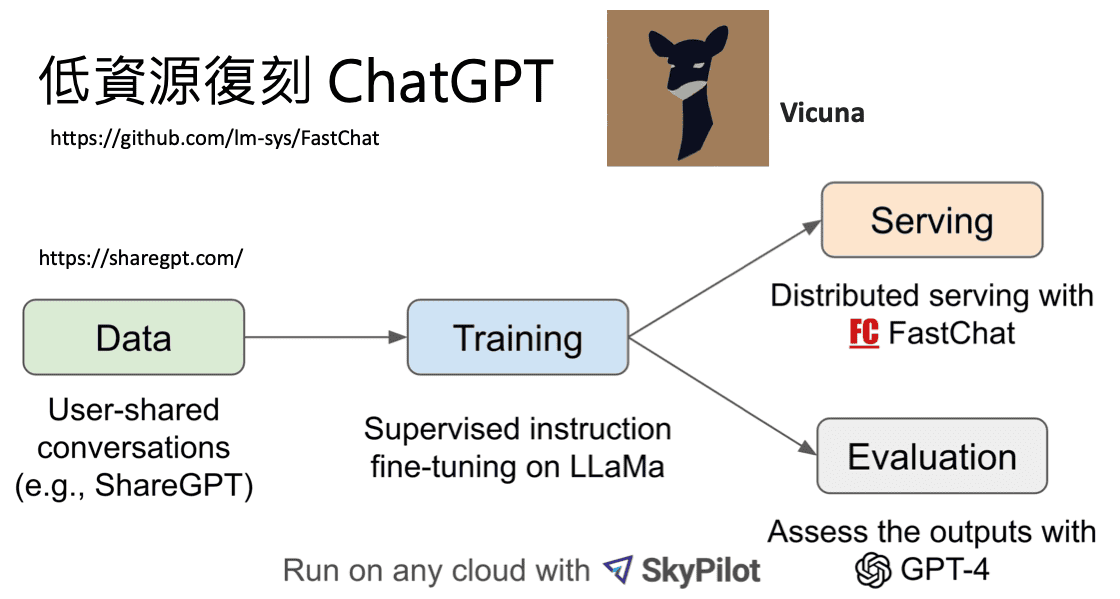 低資源復刻 ChatGPT
https://github.com/lm-sys/FastChat
Vicuna
https://sharegpt.com/
Data
User-shared
conversations
(e.g., ShareGPT)
Training
Supervised instruction
fine-tuning on LLaMa
Serving
Distributed serving with
FC FastChat
Evaluation
Assess the outputs with
GPT-4
Run on any cloud with SkyPilot